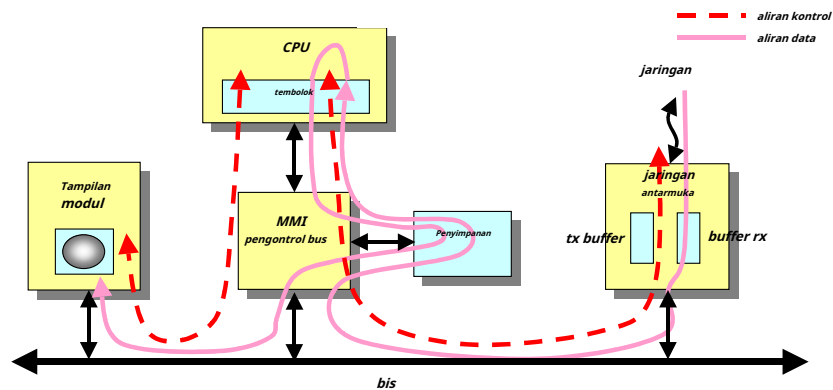 aliran kontrol
aliran data
CPU
tembolok
jaringan
Tampilan
modul
MMI
pengontrol bus
Penyimpanan
jaringan
antarmuka
tx buffer
buffer rx
bis